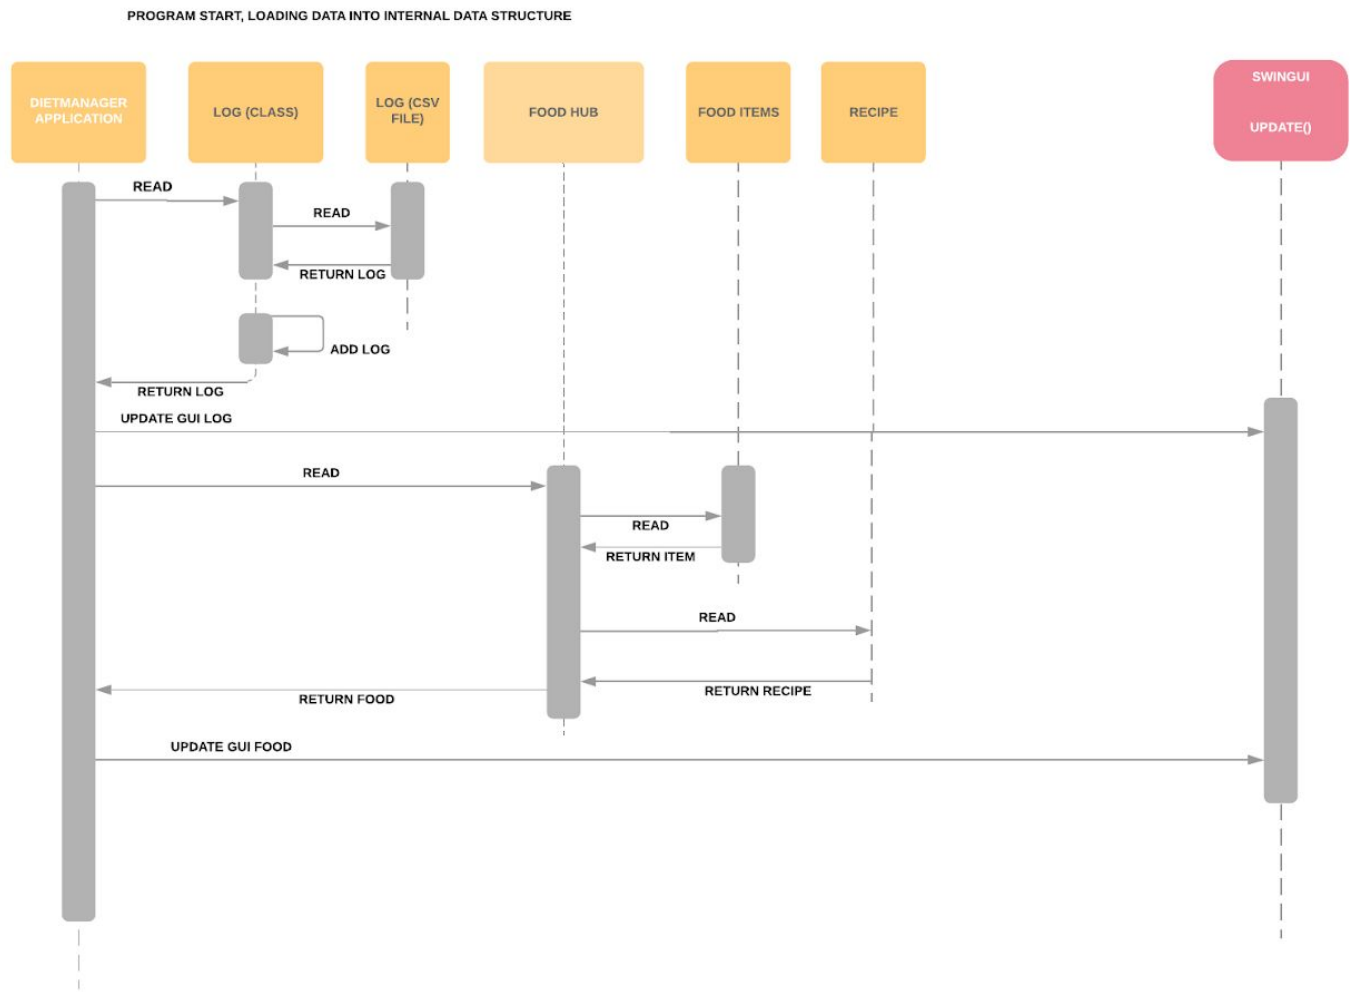 PROGRAM START, LOADING DATA INTO INTERNAL DATA STRUCTURE
DIETMANAGER
APPLICATION
LOG (CLASS)
LOG (CSV
FILE)
FOOD HUB
FOOD ITEMS
RECIPE
SWINGUI
UPDATE()
READ
READ
RETURN LOG
ADD LOG
RETURN LOG
UPDATE GUI LOG
READ
READ
RETURN ITEM
READ
RETURN RECIPE
RETURN FOOD
UPDATE GUI FOOD